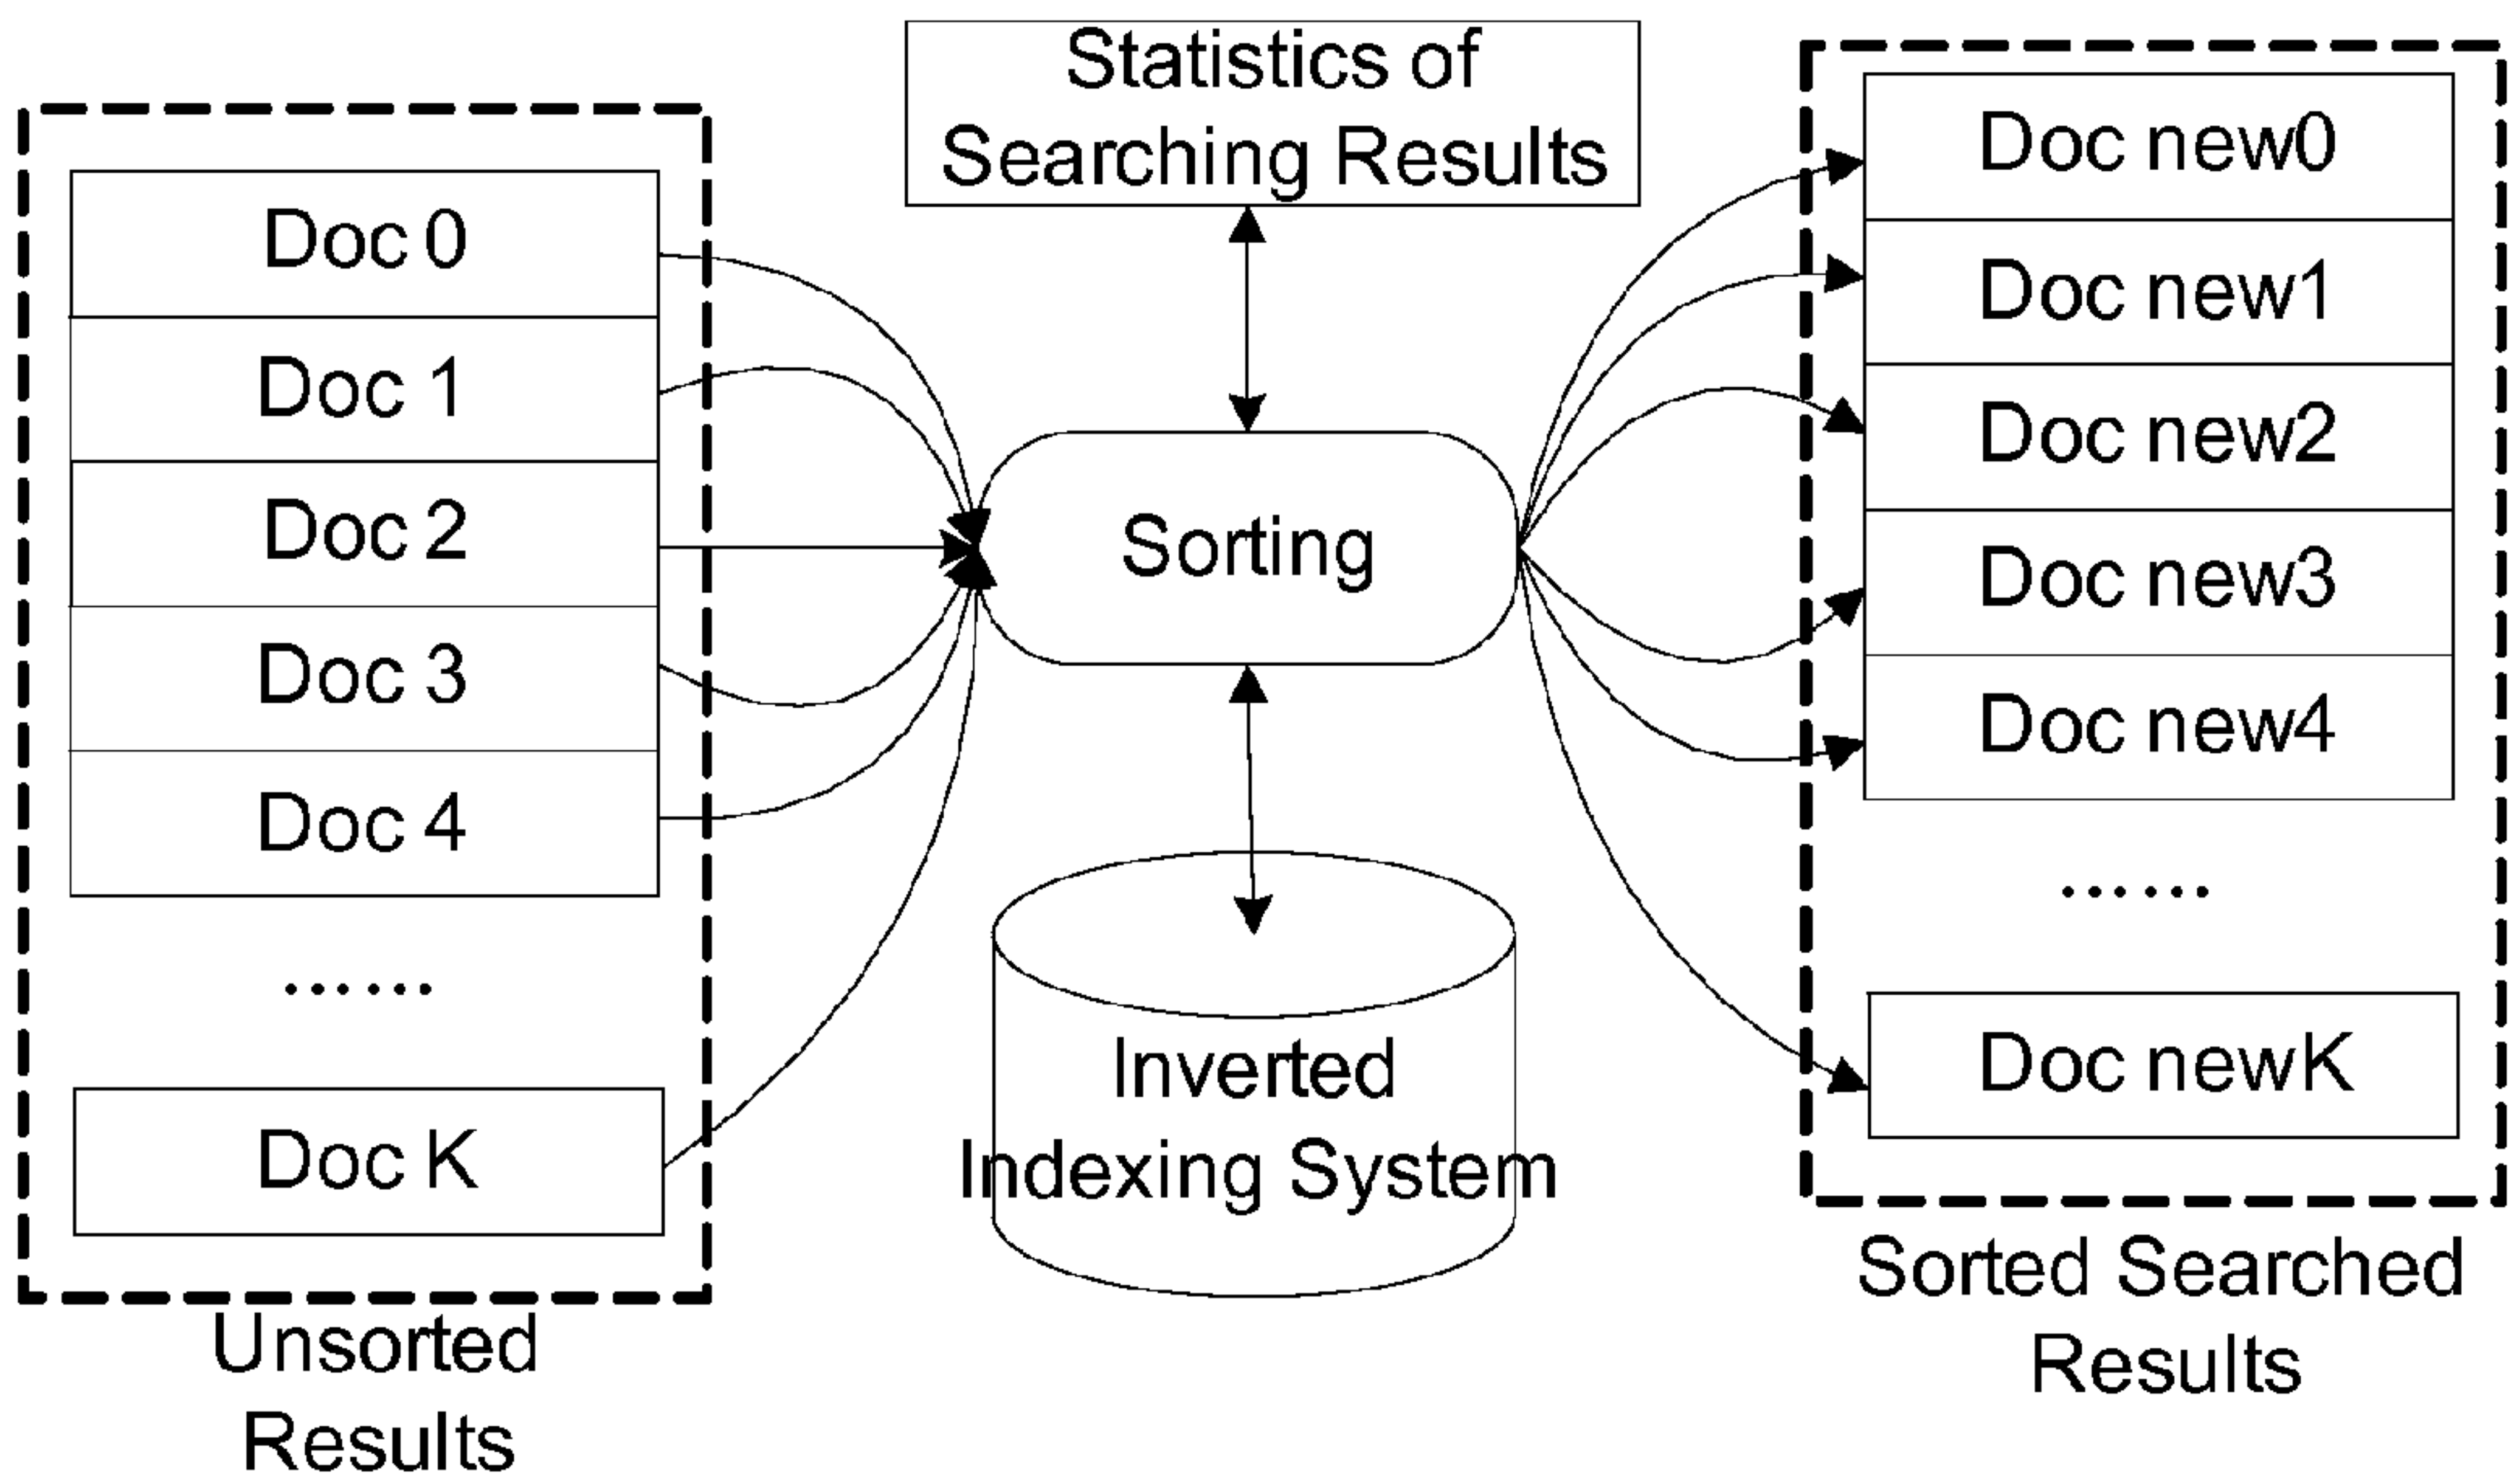 Statistics of
Searching Results
Doc 0
Doc 1
Doc 2
Doc 3
Doc 4
......
Doc K
Unsorted
Results
Sorting
Inverted
Indexing System
Doc new0
Doc new1
Doc new2
Doc new3
Doc new4
......
Doc newK
Sorted Searched
Results